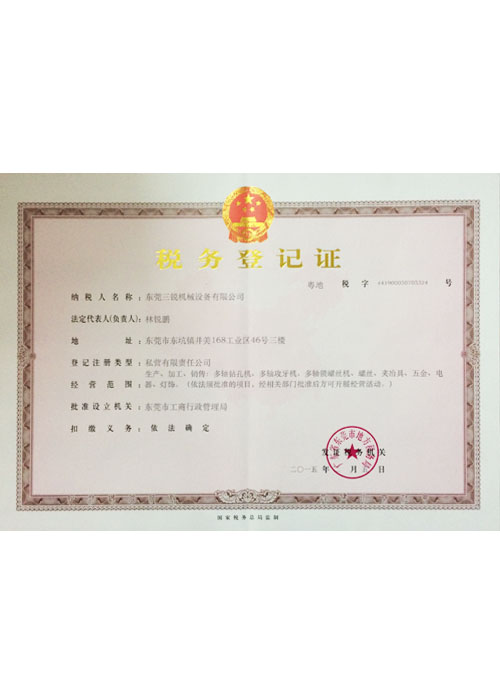 税务登记证
粤地 税 字 号
纳税人名称： 东莞三锐机械设备有限公司
法定代表人(负责人)： 林锐鹏
地 址： 东莞市东坑镇井美168工业区46号三楼
登记注册类型： 私营有限责任公司
经营范围： 生产、加工、销售：多轴钻孔机、多轴攻牙机、多轴锁螺丝机、螺丝、夹治具、五金、电
器、灯饰。（依法须批准的项目，经相关部门批准后方可开展经营活动。）
批准设立机关： 东莞市工商行政管理局
扣缴义务： 依法确定
发证税务机关
二〇一五年 月 日
国家税务总局监制